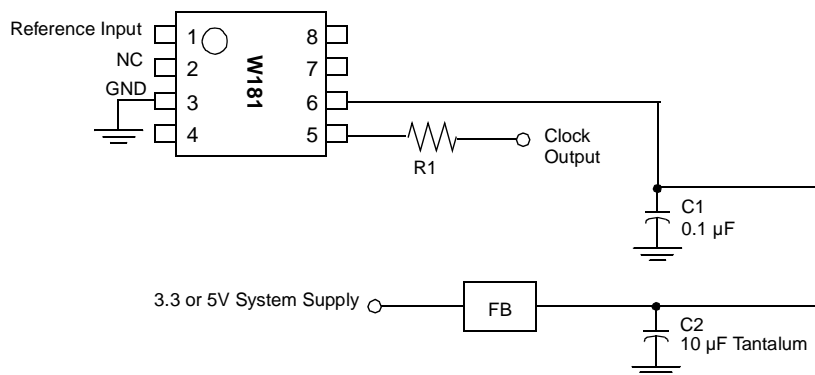 Reference Input
1
8
NC
2
7
GND
3
6
4
5
W181
R1
Clock
Output
C1
0.1 µF
3.3 or 5V System Supply
FB
C2
10 µF Tantalum